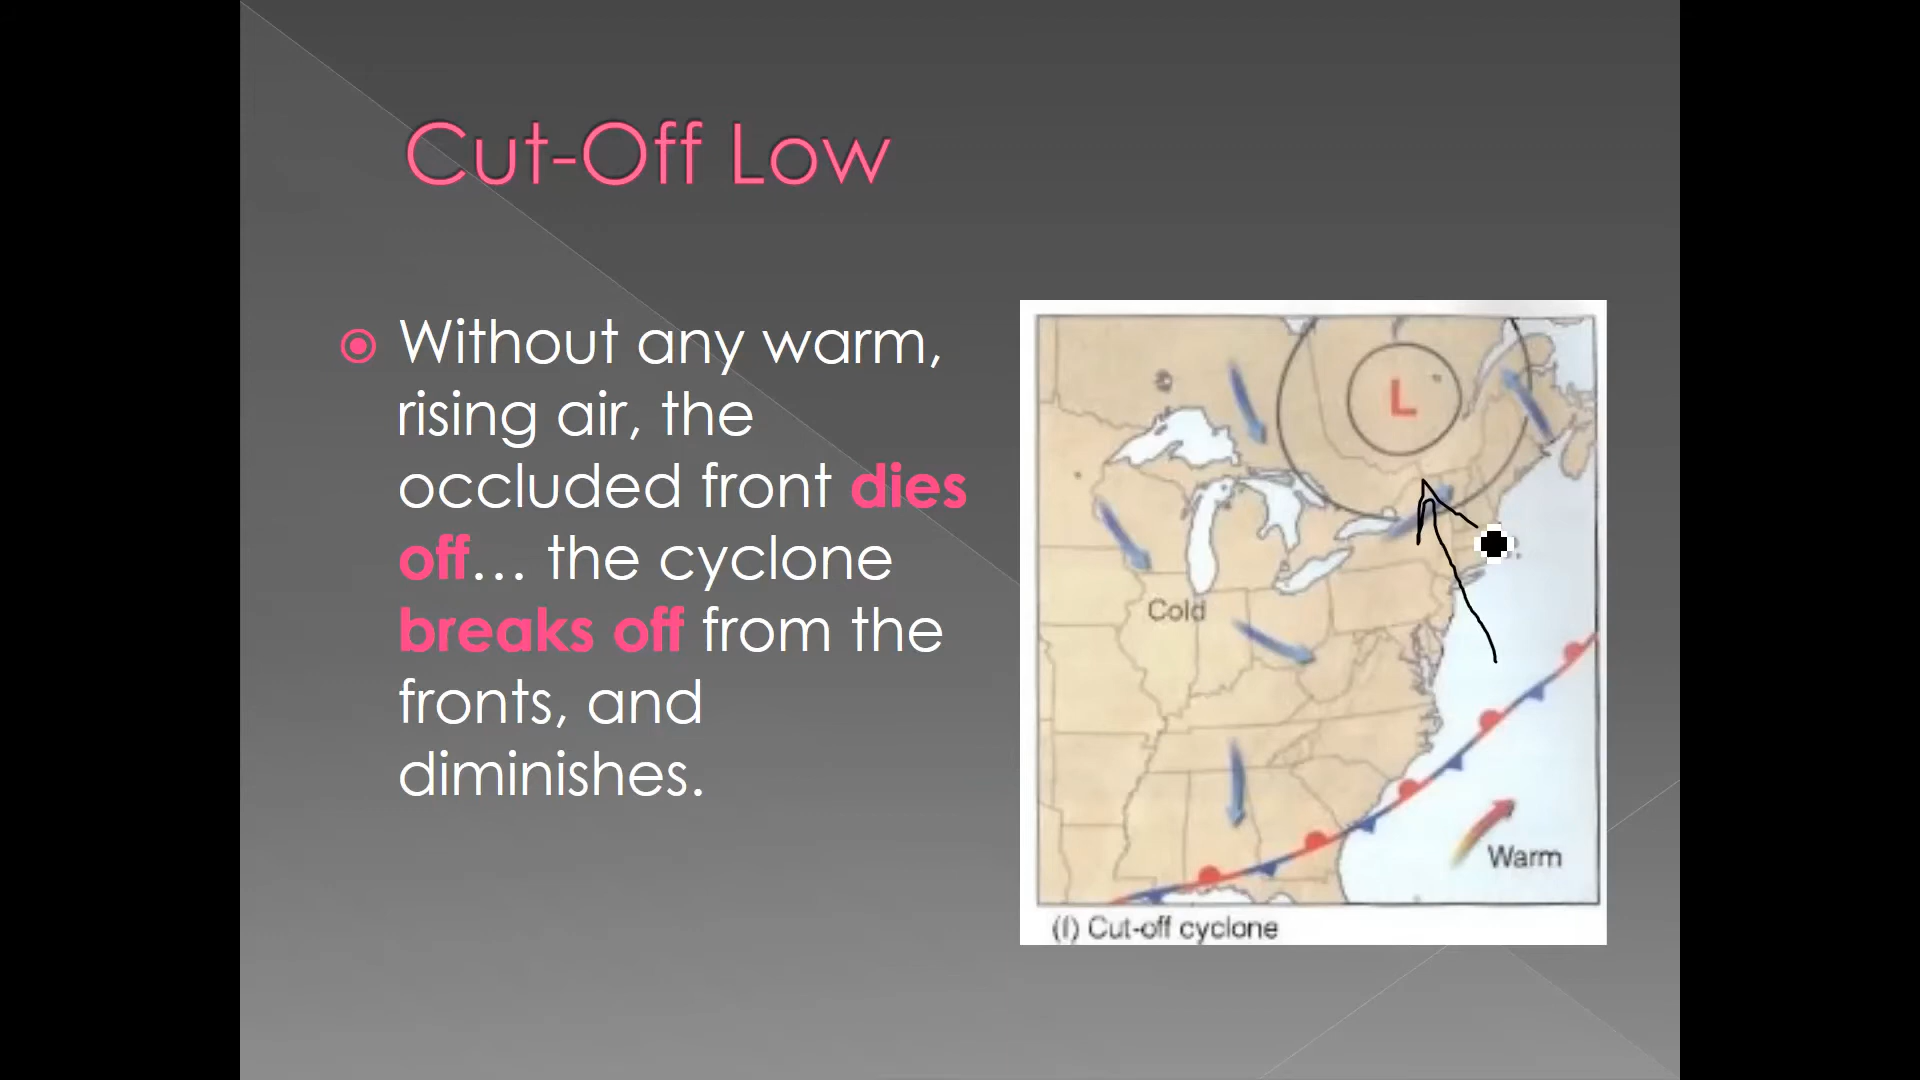 Cut-Off Low
Without any warm,
rising air, the
occluded front dies
off... the cyclone
breaks off from the
fronts, and
diminishes.
L
Cold
Warm
(f) Cut-off cyclone